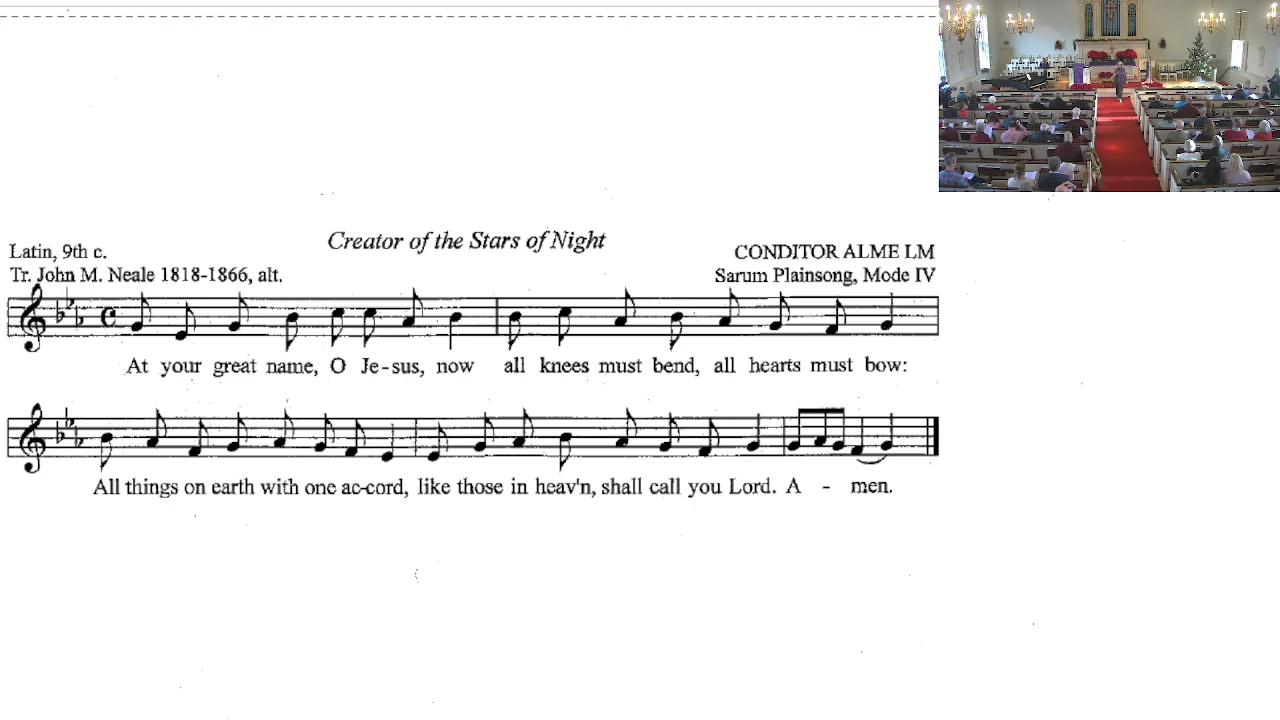 Creator of the Stars of Night
Latin, 9th c.
CONDITOR ALME LM
Tr. John M. Neale 1818-1866, alt.
Sarum Plainsong, Mode IV
At your great name, O Je-sus, now all knees must bend, all hearts must bow:
All things on earth with one ac-cord, like those in heav'n, shall call you Lord. A - men.